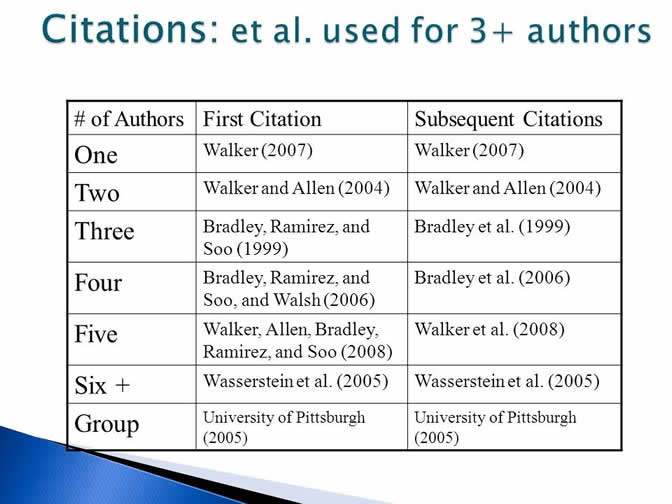 Citations: et al. used for 3+ authors
# of Authors First Citation Subsequent Citations
One Walker (2007) Walker (2007)
Two Walker and Allen (2004) Walker and Allen (2004)
Three Bradley, Ramirez, and Bradley et al. (1999)
Soo (1999)
Four Bradley, Ramirez, and Bradley et al. (2006)
Soo, and Walsh (2006)
Five Walker, Allen, Bradley, Walker et al. (2008)
Ramirez, and Soo (2008)
Six + Wasserstein et al. (2005) Wasserstein et al. (2005)
Group University of Pittsburgh University of Pittsburgh
(2005) (2005)